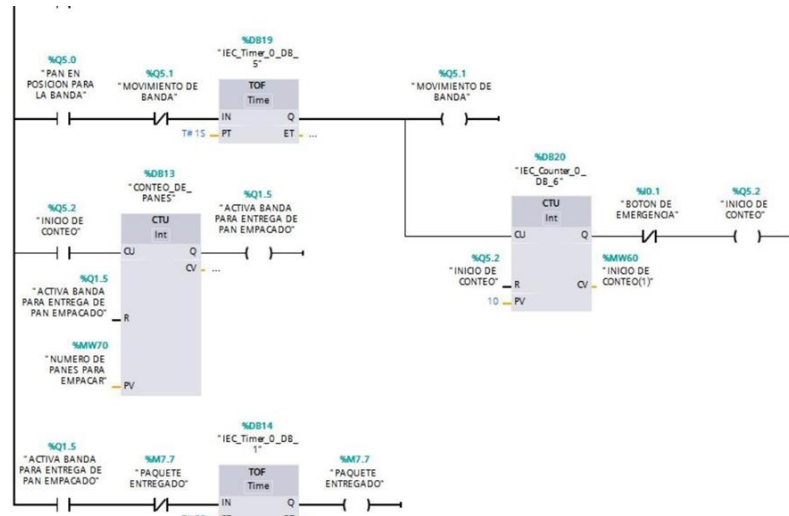 %DB19
"IEC_Timer_0_DB_
5"
%Q5.0
"PAN EN
POSICION PARA
LA BANDA"
%Q5.1
"MOVIMIENTO DE
BANDA"
TOF
Time
IN
Q
T# 1S
PT
ET
...
%Q5.1
"MOVIMIENTO DE
BANDA"
%DB20
"IEC_Counter_0_
DB_6"
CTU
Int
CU
Q
%I0.1
"BOTON DE
EMERGENCIA"
%Q5.2
"INICIO DE
CONTEO"
%Q5.2
"INICIO DE
CONTEO"
R
10
PV
CV
%MW60
"INICIO DE
CONTEO(1)"
%DB13
"CONTEO_DE_
PANES"
%Q5.2
"INICIO DE
CONTEO"
CTU
Int
CU
Q
CV
...
%Q1.5
"ACTIVA BANDA
PARA ENTREGA DE
PAN EMPACADO"
%Q1.5
"ACTIVA BANDA
PARA ENTREGA DE
PAN EMPACADO"
R
%MW70
"NUMERO DE
PANES PARA
EMPACAR"
PV
%DB14
"IEC_Timer_0_DB_
1"
%Q1.5
"ACTIVA BANDA
PARA ENTREGA DE
PAN EMPACADO"
%M7.7
"PAQUETE
ENTREGADO"
TOF
Time
IN
Q
%M7.7
"PAQUETE
ENTREGADO"